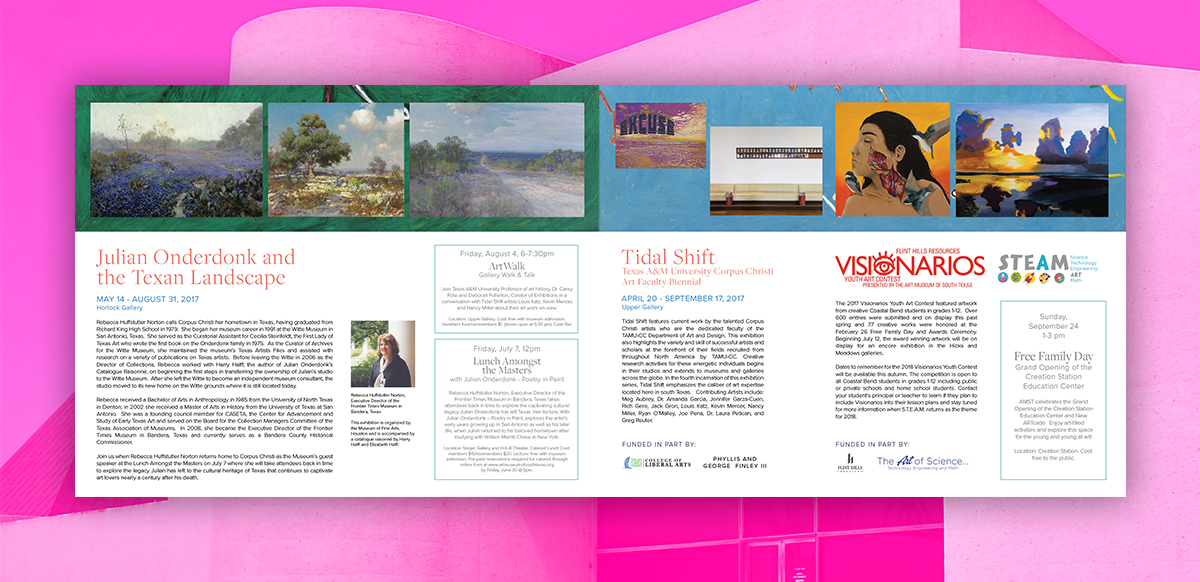 EXCUSE
Julian Onderdonk and
the Texan Landscape
MAY 14 - AUGUST 31, 2017
Horlock Gallery
Rebecca Huffstutler Norton calls Corpus Christi her hometown in Texas, having graduated from
Richard King High School in 1979. She began her museum career in 1991 at the Witte Museum in
San Antonio, Texas. She served as the Curatorial Assistant for Cecilia Steinfeldt, the First Lady of
Texas Art who wrote the first book on the Onderdonk family in 1975. As the Curator of Archives
for the Witte Museum, she maintained the museum's Texas Artists Files and assisted with
research on a variety of publications on Texas artists. Before leaving the Witte in 2006 as the
Director of Collections, Rebecca worked with Harry Halff, the author of Julian Onderdonk's
Catalogue Raisonné, on beginning the first steps in transferring the ownership of Julian's studio
to the Witte Museum. After she left the Witte to become an independent museum consultant, the
studio moved to its new home on the Witte grounds where it is still located today.
Rebecca received a Bachelor of Arts in Anthropology in 1985 from the University of North Texas
in Denton; in 2002 she received a Master of Arts in History from the University of Texas at San
Antonio. She was a founding council member for CASETA, the Center for Advancement and
Study of Early Texas Art and served on the Board for the Collection Managers Committee of the
Texas Association of Museums. In 2008, she became the Executive Director of the Frontier
Times Museum in Bandera, Texas and currently serves as a Bandera County Historical
Commissioner.
Join us when Rebecca Huffstutler Norton returns home to Corpus Christi as the Museum's guest
speaker at the Lunch Amongst the Masters on July 7 where she will take attendees back in time
to explore the legacy Julian has left to the cultural heritage of Texas that continues to captivate
art lovers nearly a century after his death.
Rebecca Huffstutler Norton,
Executive Director of the
Frontier Times Museum in
Bandera, Texas
This exhibition is organized by
the Museum of Fine Arts,
Houston and is accompanied by
a catalogue raisonné by Harry
Halff and Elizabeth Halff.
Friday, August 4, 6-7:30pm
ArtWalk
Gallery Walk & Talk
Join Texas A&M University Professor of art history, Dr. Carey
Rote and Deborah Fullerton, Curator of Exhibitions in a
conversation with Tidal Shift artists Louis Katz, Kevin Mercer,
and Nancy Miller about their art work on view.
Location: Upper Gallery. Cost: free with museum admission,
members free/nonmembers $1 (doors open at 5:30 pm). Cash Bar.
Friday, July 7, 12pm
Lunch Amongst
the Masters
with Julian Onderdonk - Poetry in Paint
Rebecca Huffstutler Norton, Executive Director of the
Frontier Times Museum in Bandera, Texas takes
attendees back in time to explore the captivating cultural
legacy Julian Onderdonk has left Texas. Her lecture, With
Julian Onderdonk – Poetry in Paint, explores the artist's
early years growing up in San Antonio as well as his later
life, when Julian returned to his beloved hometown after
studying with William Merritt Chase in New York.
Location: Singer Gallery and H-E-B Theater. Catered Lunch Cost:
members $15/nonmembers $20. Lecture: free with museum
admission. Pre-paid reservations required for catered through
online form at www.artmuseumofsouthtexas.org
by Friday, June 30 @ 5pm.
Tidal Shift
Texas A&M University Corpus Christi
Art Faculty Biennial
APRIL 20 - SEPTEMBER 17, 2017
Upper Gallery
Tidal Shift features current work by the talented Corpus
Christi artists who are the dedicated faculty of the
TAMU-CC Department of Art and Design. This exhibition
also highlights the variety and skill of successful artists and
scholars at the forefront of their fields recruited from
throughout North America by TAMU-CC. Creative
research activities for these energetic individuals begins
in their studios and extends to museums and galleries
across the globe. In the fourth incarnation of this exhibition
series, Tidal Shift emphasizes the caliber of art expertise
located here in south Texas. Contributing Artists include:
Meg Aubrey, Dr. Amanda Garcia, Jennifer Garza-Cuen,
Rich Gere, Jack Gron, Louis Katz, Kevin Mercer, Nancy
Miller, Ryan O'Malley, Joe Pena, Dr. Laura Petican, and
Greg Reuter.
FUNDED IN PART BY:
COLLEGE OF
LIBERAL ARTS
PHYLLIS AND
GEORGE FINLEY III
FLINT HILLS RESOURCES
VISIONARIOS
YOUTH ART CONTEST
PRESENTED BY THE ART MUSEUM OF SOUTH TEXAS
The 2017 Visionarios Youth Art Contest featured artwork
from creative Coastal Bend students in grades 1-12. Over
600 entries were submitted and on display this past
spring and 77 creative works were honored at the
February 26 Free Family Day and Awards Ceremony.
Beginning July 12, the award winning artwork will be on
display for an encore exhibition in the Hicks and
Meadows galleries.
Dates to remember for the 2018 Visionarios Youth Contest
will be available this autumn. The competition is open to
all Coastal Bend students in grades 1-12 including public
or private schools and home school students. Contact
your student's principal or teacher to learn if they plan to
include Visionarios into their lesson plans and stay tuned
for more information when S.T.E.A.M. returns as the theme
for 2018.
FUNDED IN PART BY:
FLINT HILLS
The Art of Science...
Technology, Engineering and Math
STEAM
Science
Technology
Engineering
ART
Math
Sunday,
September 24
1-3 pm
Free Family Day
Grand Opening of the
Creation Station
Education Center
AMST celebrates the Grand
Opening of the Creation Station
Education Center and New
ARTcade. Enjoy art-filled
activities and explore this space
for the young and young at art!
Location: Creation Station. Cost:
free to the public.